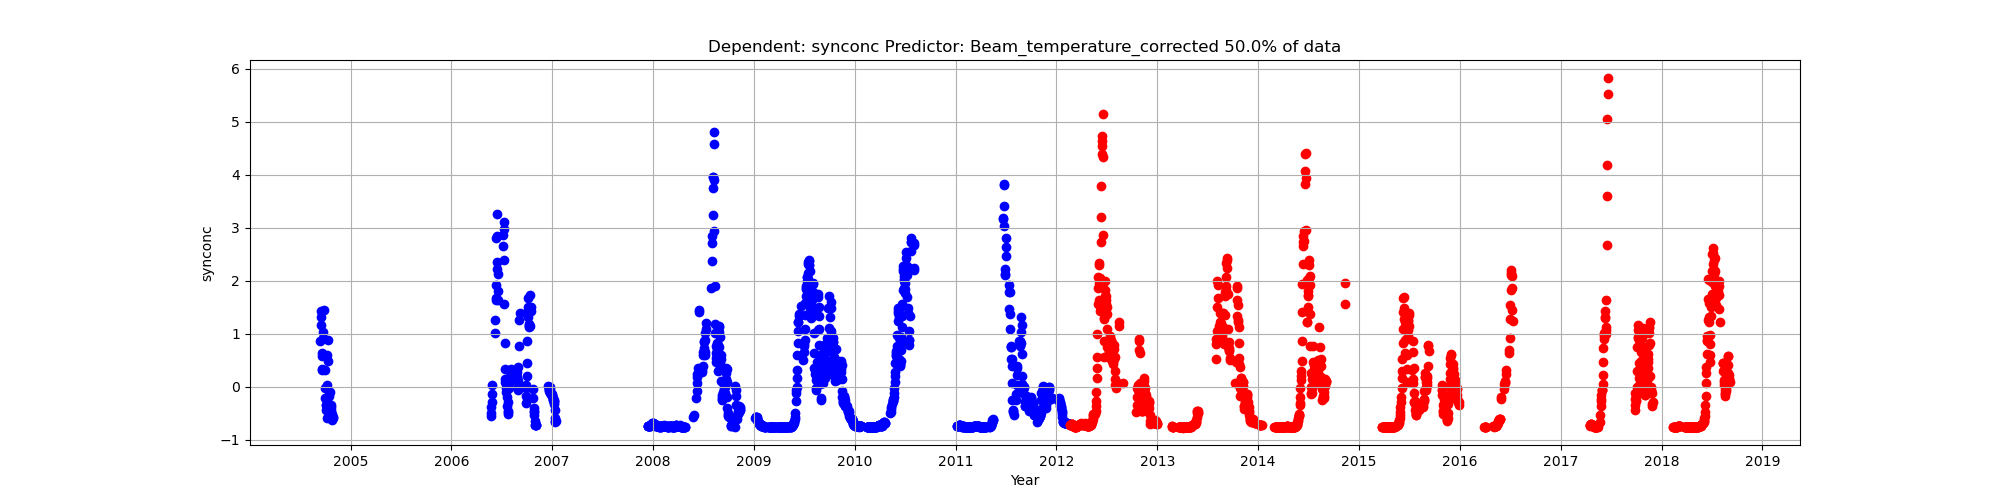 Dependent: synconc Predictor: Beam_temperature_corrected 50.0% of data
6
5
4
3
2
1
0
−1
synconc
2005 2006 2007 2008 2009 2010 2011 2012 2013 2014 2015 2016 2017 2018 2019
Year